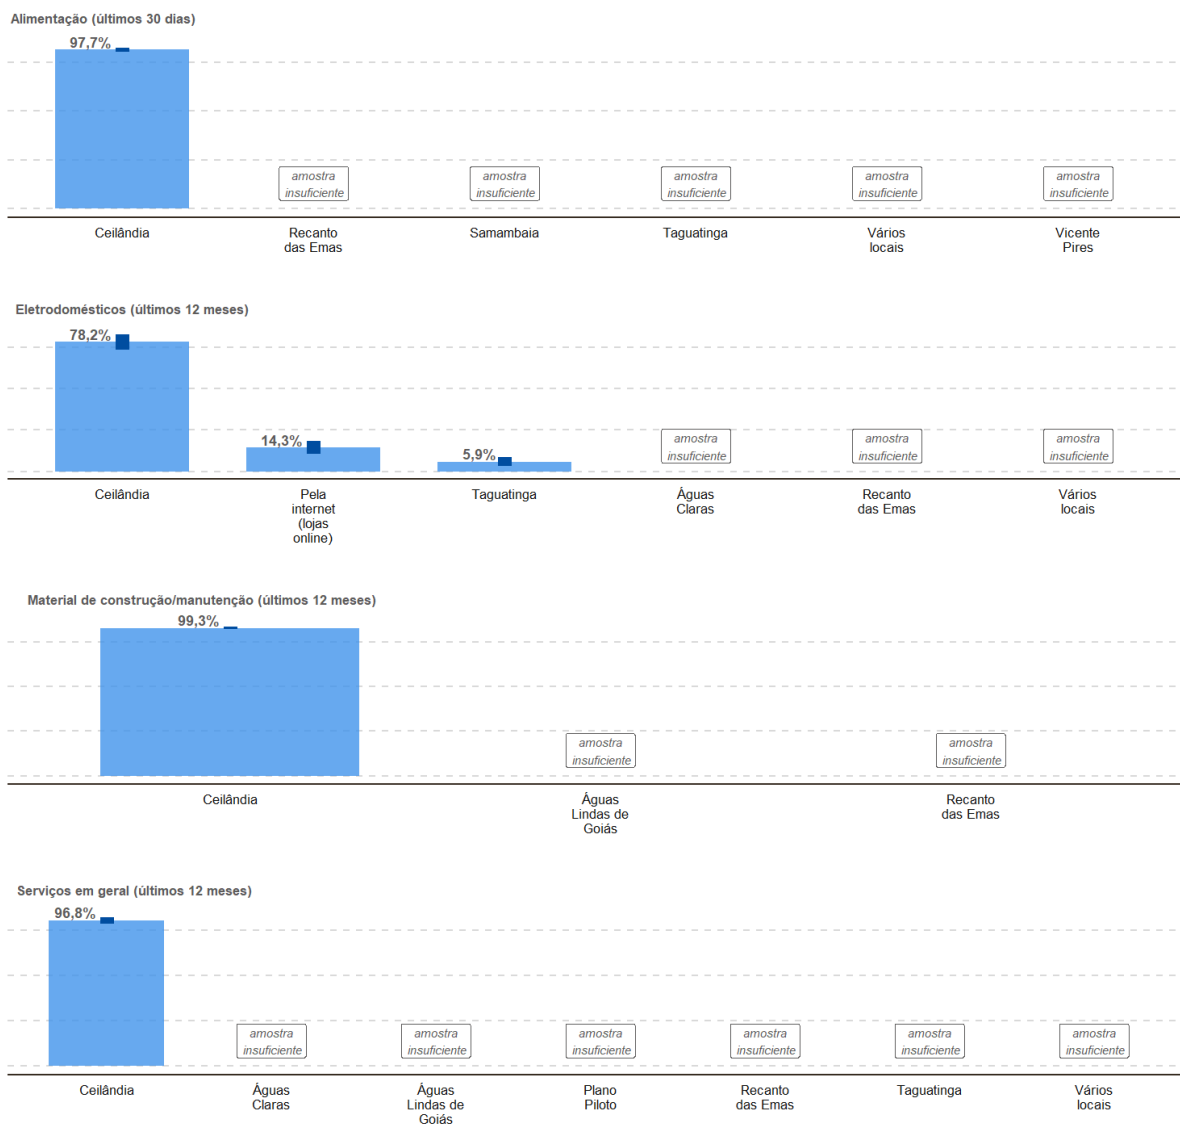 Alimentação (últimos 30 dias)
97,7%
amostra
insuficiente
amostra
insuficiente
amostra
insuficiente
amostra
insuficiente
amostra
insuficiente
Ceilândia
Recanto
das Emas
Samambaia
Taguatinga
Vários
locais
Vicente
Pires
Eletrodomésticos (últimos 12 meses)
78,2%
14,3%
5,9%
amostra
insuficiente
amostra
insuficiente
amostra
insuficiente
Ceilândia
Pela
internet
(lojas
online)
Taguatinga
Águas
Claras
Recanto
das Emas
Vários
locais
Material de construção/manutenção (últimos 12 meses)
99,3%
amostra
insuficiente
amostra
insuficiente
Ceilândia
Águas
Lindas de
Goiás
Recanto
das Emas
Serviços em geral (últimos 12 meses)
96,8%
amostra
insuficiente
amostra
insuficiente
amostra
insuficiente
amostra
insuficiente
amostra
insuficiente
amostra
insuficiente
Ceilândia
Águas
Claras
Águas
Lindas de
Goiás
Plano
Piloto
Recanto
das Emas
Taguatinga
Vários
locais